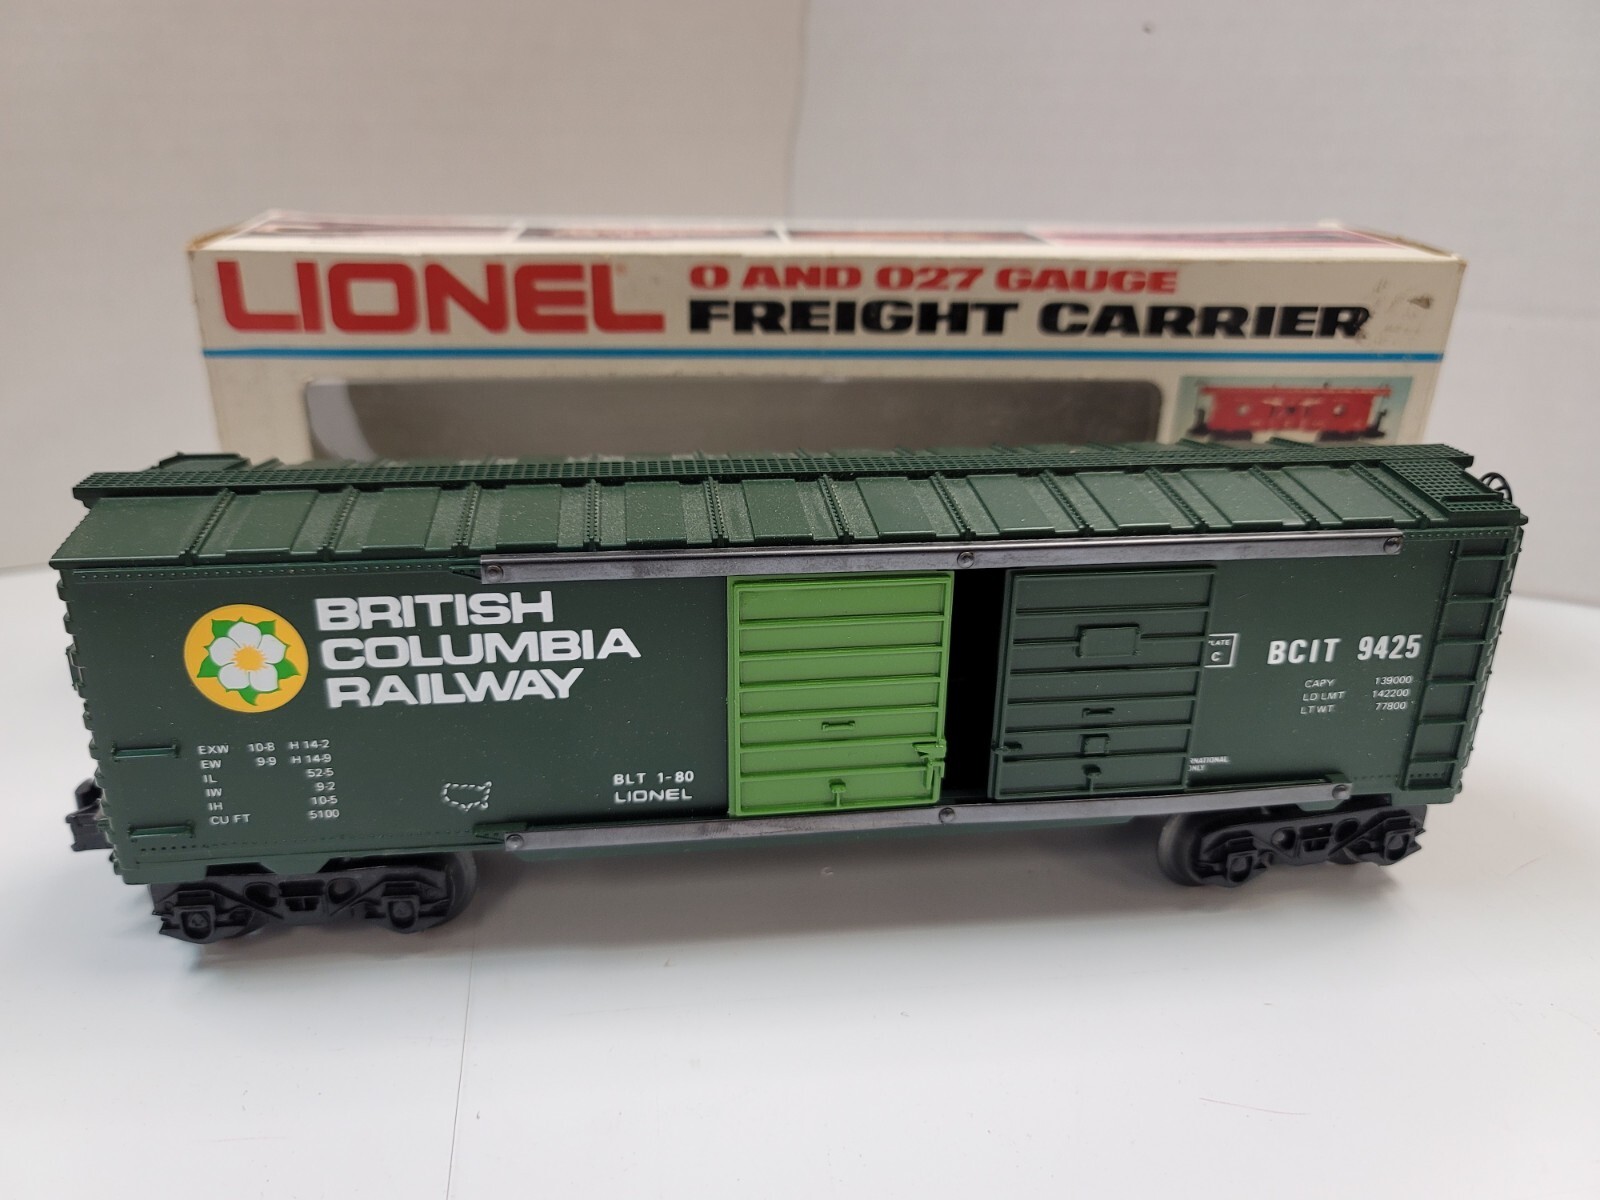 LIONEL
O AND O27 GAUGE
FREIGHT CARRIER
BRITISH
COLUMBIA
RAILWAY
EXW 10-8 H 14-2
EW 9-9 H 14-9
IL 52-5
IW 9-2
IH 10-5
CU FT 5100
BLT 1-80
LIONEL
C
BCIT 9425
CAPY 139000
LD LMT 142200
LT WT 77800